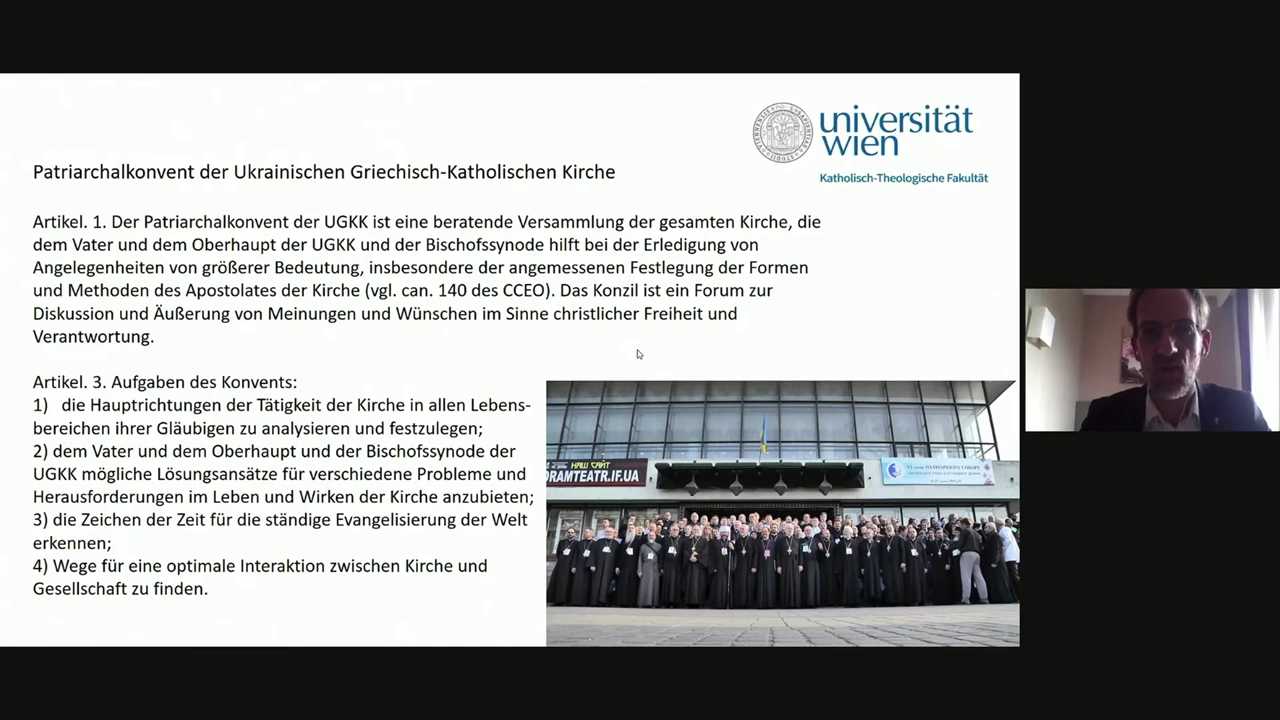 universität
wien
Katholisch-Theologische Fakultät
Patriarchalkonvent der Ukrainischen Griechisch-Katholischen Kirche
Artikel. 1. Der Patriarchalkonvent der UGKK ist eine beratende Versammlung der gesamten Kirche, die
dem Vater und dem Oberhaupt der UGKK und der Bischofssynode hilft bei der Erledigung von
Angelegenheiten von größerer Bedeutung, insbesondere der angemessenen Festlegung der Formen
und Methoden des Apostolates der Kirche (vgl. can. 140 des CCEO). Das Konzil ist ein Forum zur
Diskussion und Äußerung von Meinungen und Wünschen im Sinne christlicher Freiheit und
Verantwortung.
Artikel. 3. Aufgaben des Konvents:
1) die Hauptrichtungen der Tätigkeit der Kirche in allen Lebens-
bereichen ihrer Gläubigen zu analysieren und festzulegen;
2) dem Vater und dem Oberhaupt und der Bischofssynode der
UGKK mögliche Lösungsansätze für verschiedene Probleme und
Herausforderungen im Leben und Wirken der Kirche anzubieten;
3) die Zeichen der Zeit für die ständige Evangelisierung der Welt
erkennen;
4) Wege für eine optimale Interaktion zwischen Kirche und
Gesellschaft zu finden.
НАШ САЙТ
DRAMTEATR.IF.UA